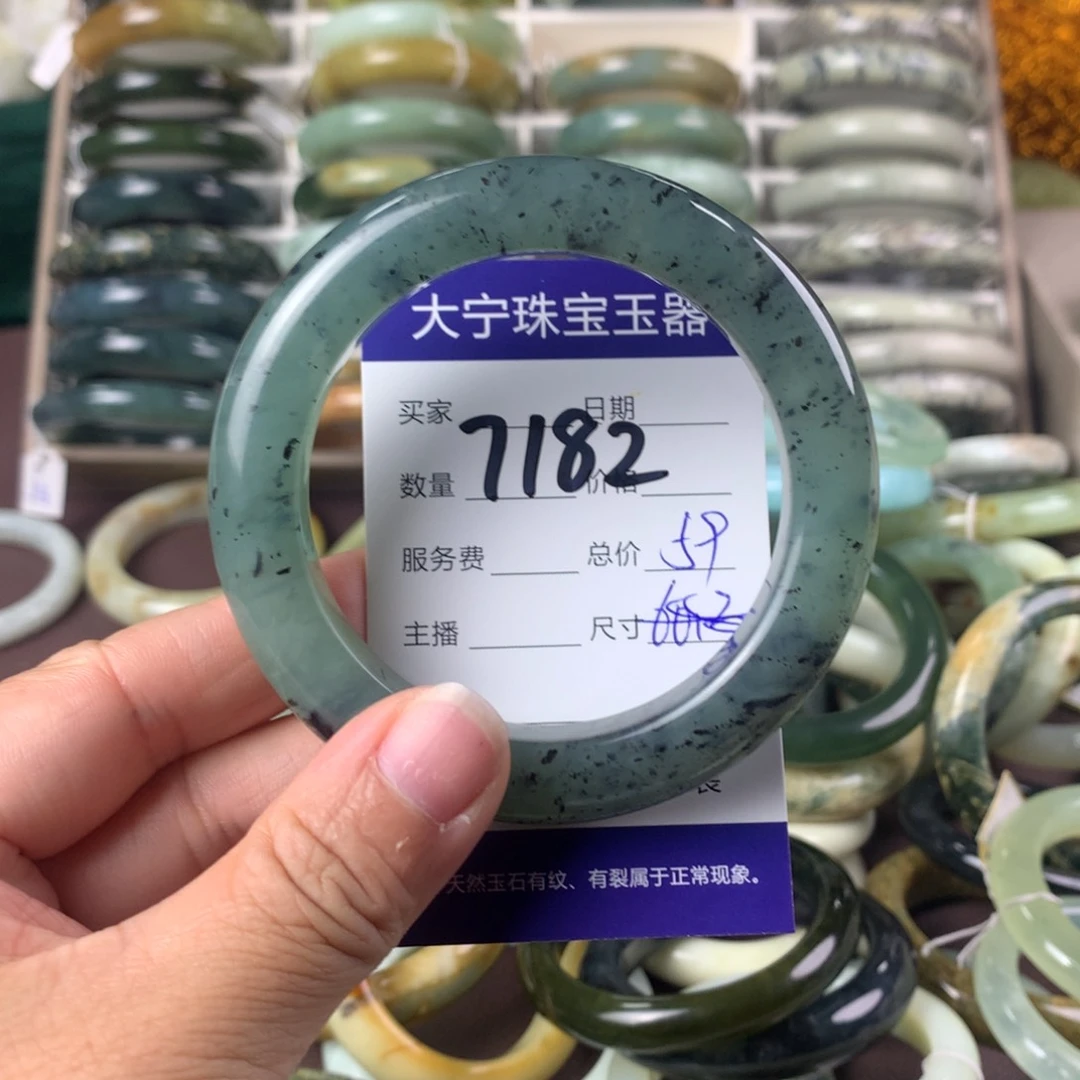 大宁珠宝玉器
买家 日期
7182
数量 价格
服务费 总价 59
主播 尺寸
天然玉石有纹、有裂属于正常现象。